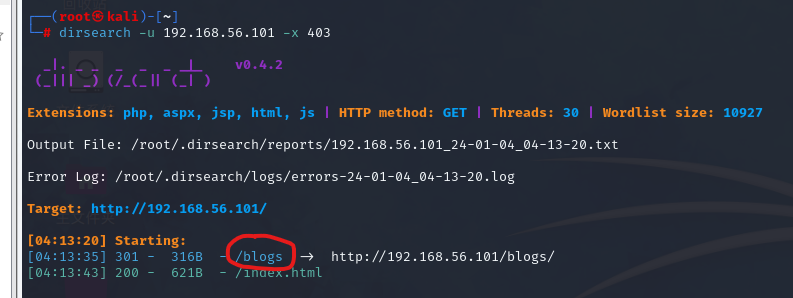 (root㉿kali)-[~]
# dirsearch -u 192.168.56.101 -x 403
v0.4.2
Extensions: php, aspx, jsp, html, js | HTTP method: GET | Threads: 30 | Wordlist size: 10927
Output File: /root/.dirsearch/reports/192.168.56.101_24-01-04_04-13-20.txt
Error Log: /root/.dirsearch/logs/errors-24-01-04_04-13-20.log
Target: http://192.168.56.101/
[04:13:20] Starting:
[04:13:35] 301 -  316B  - /blogs  ->  http://192.168.56.101/blogs/
[04:13:43] 200 -  621B  - /index.html